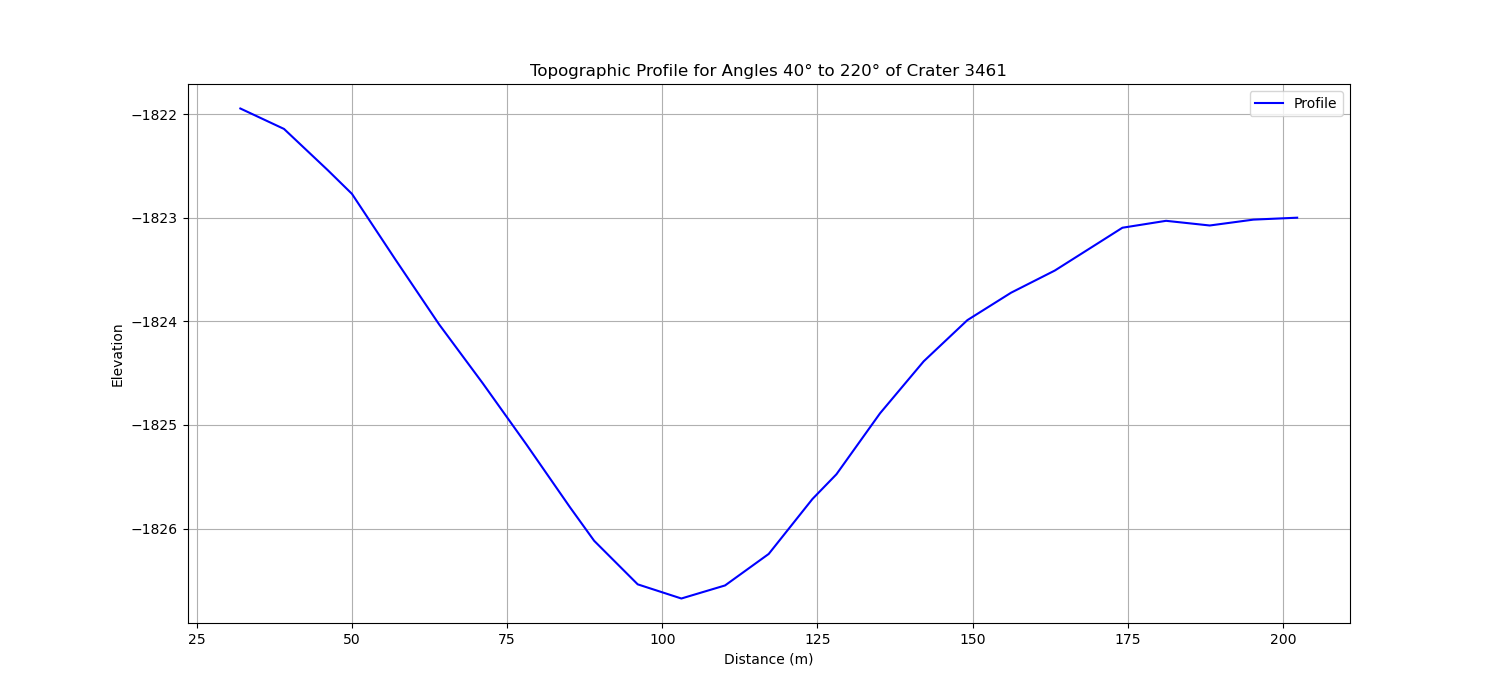 Topographic Profile for Angles 40° to 220° of Crater 3461
Profile
−1822
−1823
−1824
−1825
−1826
Elevation
25 50 75 100 125 150 175 200
Distance (m)